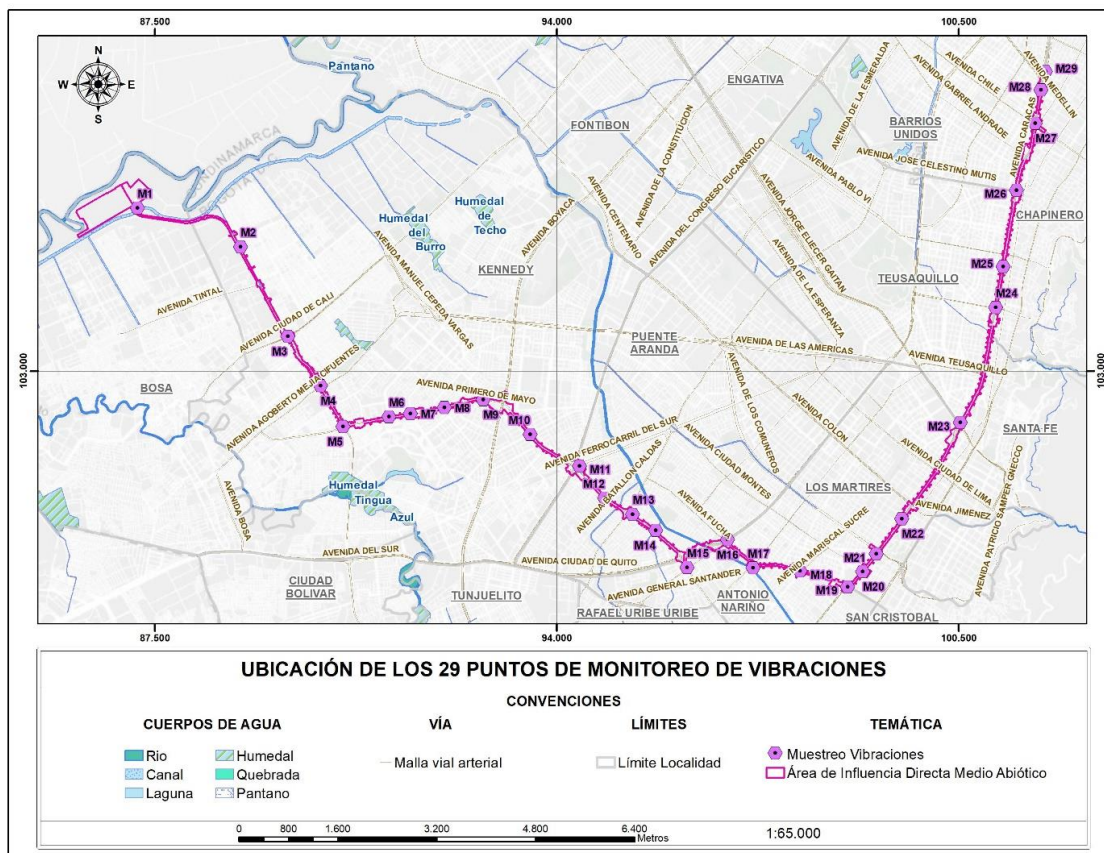 87.500
94.000
100.500
N
W
E
S
Pantano
CUNDINAMARCA
BOGOTA D.C.
ENGATIVA
FONTIBON
BARRIOS
UNIDOS
AVENIDA DE LA ESMERALDA
AVENIDA CHILE
AVENIDA GABRIEL ANDRADE
AVENIDA MEDELLIN
AVENIDA CARACAS
M29
M28
M27
AVENIDA DE LA CONSTITUCION
AVENIDA JOSE CELESTINO MUTIS
AVENIDA PABLO VI
AVENIDA DEL CONGRESO EUCARISTICO
M1
M26
CHAPINERO
Humedal
de
Techo
Humedal
del
Burro
AVENIDA BOYACA
AVENIDA CENTENARIO
AVENIDA JORGE ELIECER GAITAN
M2
KENNEDY
AVENIDA MANUEL CEPEDA VARGAS
AVENIDA DE LA ESPERANZA
M25
TEUSAQUILLO
AVENIDA TINTAL
AVENIDA CIUDAD DE CALI
M24
PUENTE
ARANDA
AVENIDA DE LAS AMERICAS
AVENIDA TEUSAQUILLO
M3
103.000
103.000
BOSA
AVENIDA AGOBERTO MEJIA CIFUENTES
AVENIDA PRIMERO DE MAYO
M4
M5
M6
M7
M8
M9
M10
AVENIDA DE LOS COMUNEROS
AVENIDA COLON
M23
SANTA FE
AVENIDA FERROCARRIL DEL SUR
AVENIDA CIUDAD MONTES
AVENIDA CIUDAD DE LIMA
M11
M12
AVENIDA BATALLON CALDAS
LOS MARTIRES
AVENIDA PATRICIO SAMPER GNECCO
Humedal
Tingua
Azul
AVENIDA BOSA
M13
AVENIDA FUCHA
AVENIDA JIMENEZ
M14
AVENIDA MARISCAL SUCRE
M22
AVENIDA DEL SUR
AVENIDA CIUDAD DE QUITO
M15
M16
M17
M21
AVENIDA GENERAL SANTANDER
M18
M19
M20
CIUDAD
BOLIVAR
TUNJUELITO
ANTONIO
NARIÑO
RAFAEL URIBE URIBE
SAN CRISTOBAL
87.500
94.000
100.500
UBICACIÓN DE LOS 29 PUNTOS DE MONITOREO DE VIBRACIONES
CONVENCIONES
CUERPOS DE AGUA
VÍA
LÍMITES
TEMÁTICA
Rio
Humedal
Malla vial arterial
Límite Localidad
Muestreo Vibraciones
Canal
Quebrada
Área de Influencia Directa Medio Abiótico
Laguna
Pantano
0 800 1.600 3.200 4.800 6.400
Metros
1:65.000